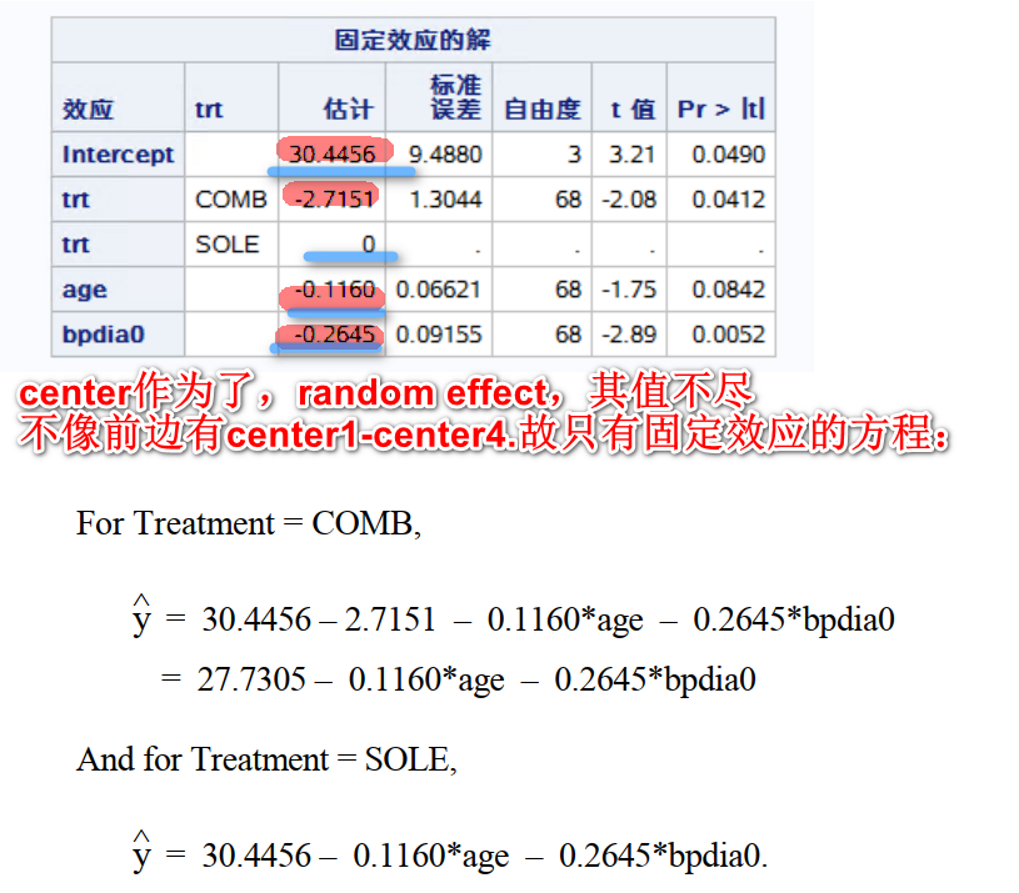 固定效应的解
效应 trt 估计 标准误差 自由度 t 值 Pr > |t|
Intercept 30.4456 9.4880 3 3.21 0.0490
trt COMB -2.7151 1.3044 68 -2.08 0.0412
trt SOLE 0 . . . .
age -0.1160 0.06621 68 -1.75 0.0842
bpdia0 -0.2645 0.09155 68 -2.89 0.0052
center作为了，random effect，其值不尽
不像前边有center1-center4.故只有固定效应的方程：
For Treatment = COMB,
ŷ = 30.4456 – 2.7151 – 0.1160*age – 0.2645*bpdia0
= 27.7305 – 0.1160*age – 0.2645*bpdia0
And for Treatment = SOLE,
ŷ = 30.4456 – 0.1160*age – 0.2645*bpdia0.